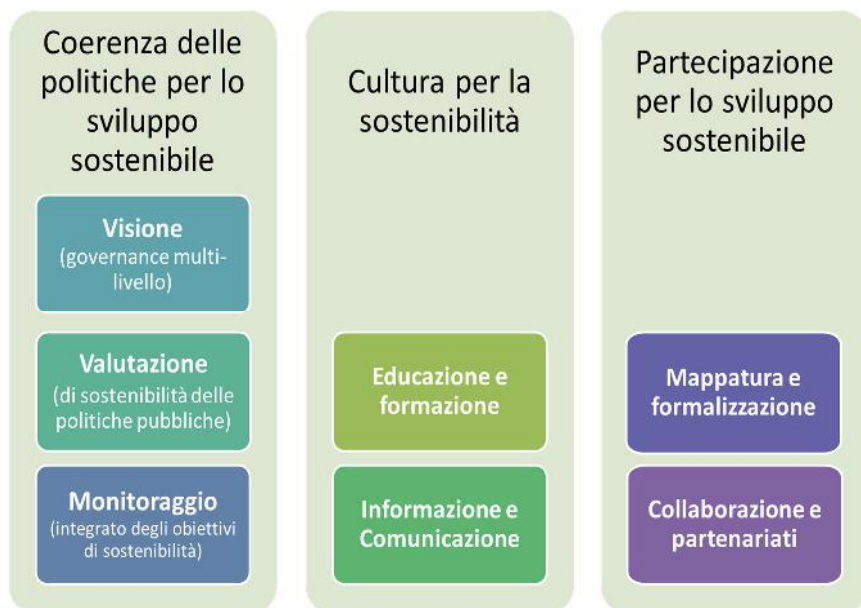 Coerenza delle
politiche per lo
sviluppo
sostenibile
Visione
(governance multi-
livello)
Valutazione
(di sostenibilità delle
politiche pubbliche)
Monitoraggio
(integrato degli obiettivi
di sostenibilità)
Cultura per la
sostenibilità
Educazione e
formazione
Informazione e
Comunicazione
Partecipazione
per lo sviluppo
sostenibile
Mappatura e
formalizzazione
Collaborazione e
partenariati